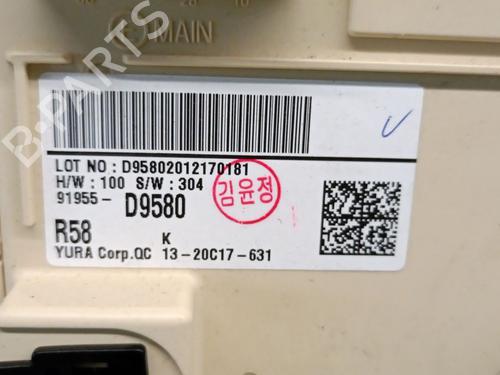 MAIN
LOT NO : D95802012170181
H/W : 100 S/W : 304
91955- D9580
김윤정
R58 K
YURA Corp.QC 13-20C17-631
B-PARTS